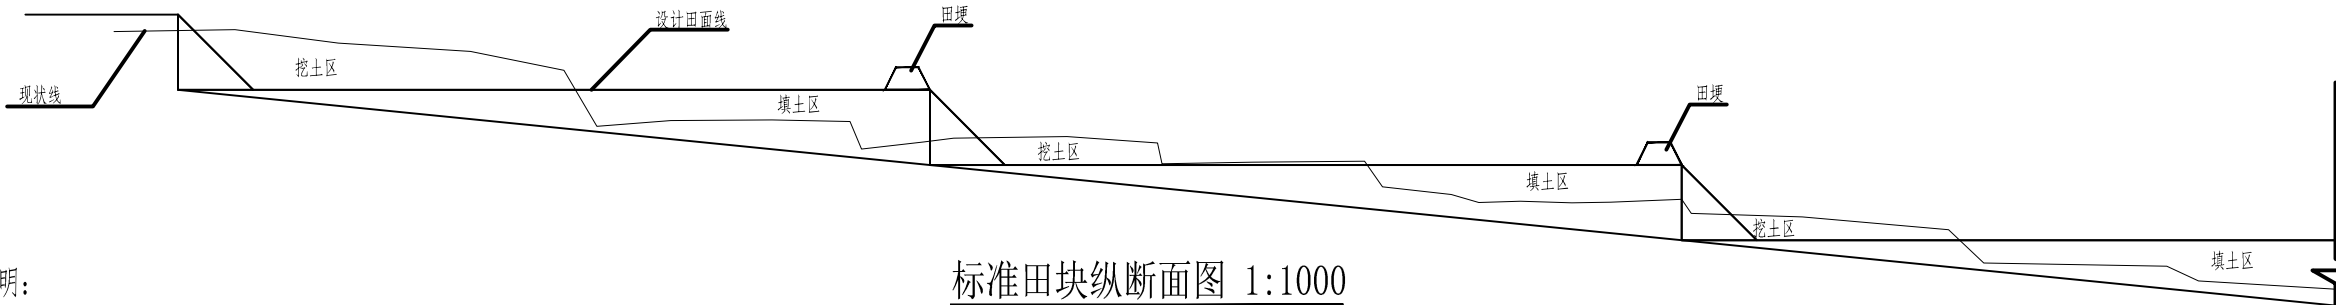 设计田面线
田埂
挖土区
现状线
填土区
田埂
挖土区
填土区
挖土区
填土区
标准田块纵断面图 1:1000
明: